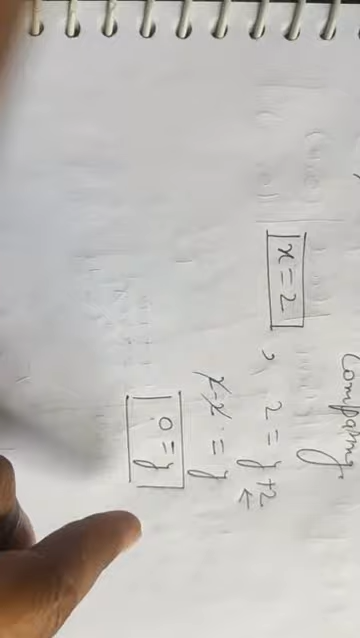 Comparing
x = 2 , 2 = y + 2
2 - 2 = y
0 = y